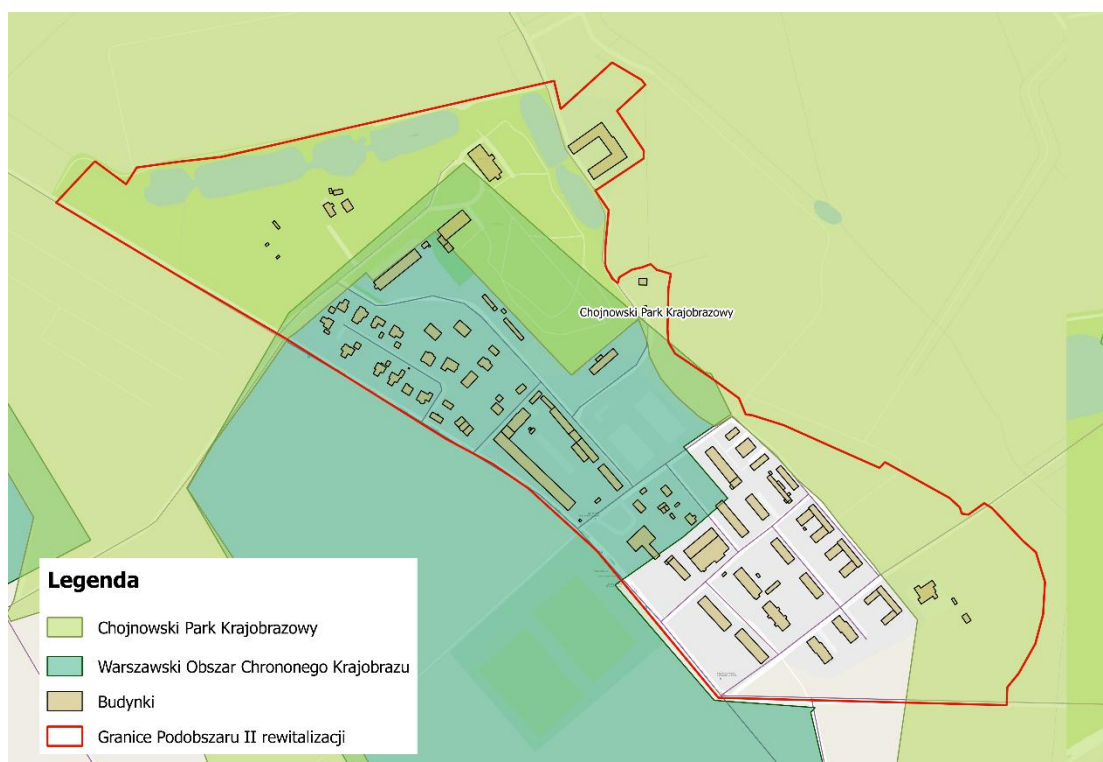 Chojnowski Park Krajobrazowy
Legenda
Chojnowski Park Krajobrazowy
Warszawski Obszar Chrononego Krajobrazu
Budynki
Granice Podobszaru II rewitalizacji